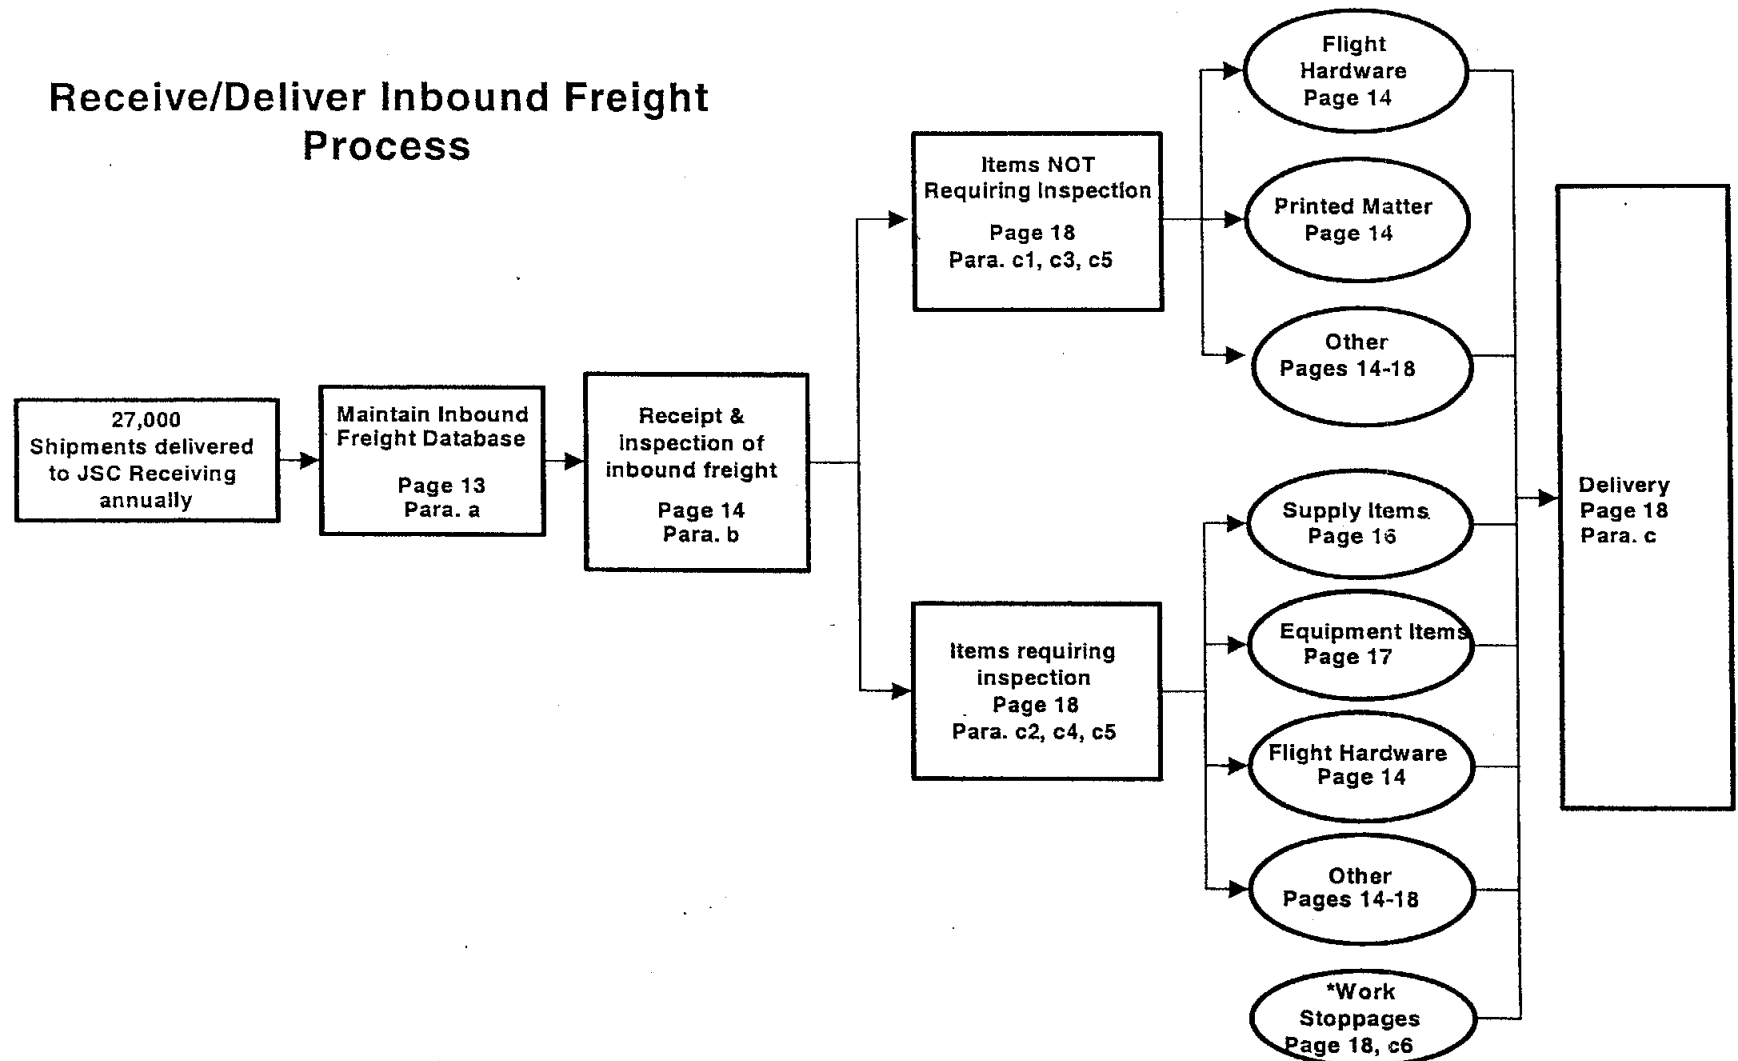 Receive/Deliver Inbound Freight
Process
27,000
Shipments delivered
to JSC Receiving
annually
Maintain Inbound
Freight Database
Page 13
Para. a
Receipt &
inspection of
inbound freight
Page 14
Para. b
Items NOT
Requiring Inspection
Page 18
Para. c1, c3, c5
Items requiring
inspection
Page 18
Para. c2, c4, c5
Flight
Hardware
Page 14
Printed Matter
Page 14
Other
Pages 14-18
Supply Items
Page 16
Equipment Items
Page 17
Flight Hardware
Page 14
Other
Pages 14-18
*Work
Stoppages
Page 18, c6
Delivery
Page 18
Para. c